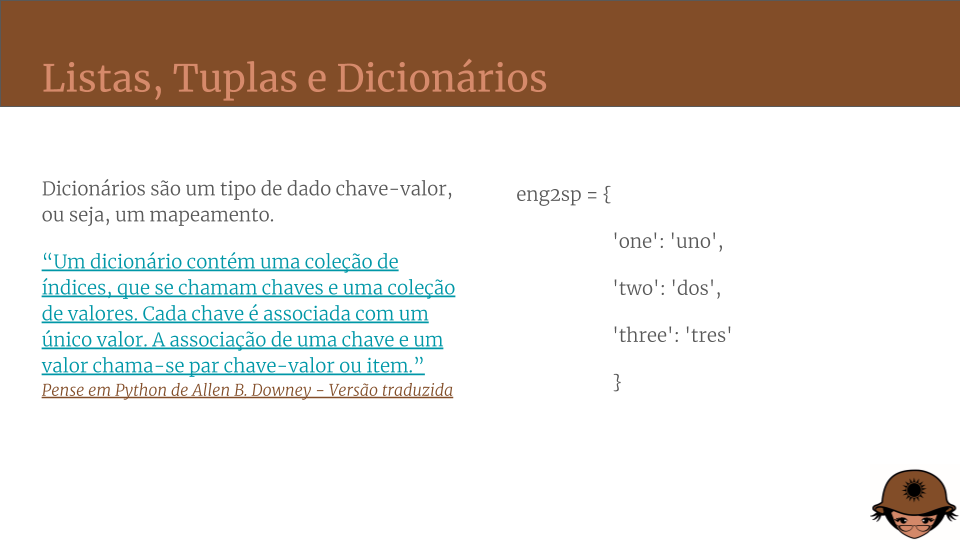 Listas, Tuplas e Dicionários
Dicionários são um tipo de dado chave-valor,
ou seja, um mapeamento.
“Um dicionário contém uma coleção de
índices, que se chamam chaves e uma coleção
de valores. Cada chave é associada com um
único valor. A associação de uma chave e um
valor chama-se par chave-valor ou item.”
Pense em Python de Allen B. Downey - Versão traduzida
eng2sp = {
'one': 'uno',
'two': 'dos',
'three': 'tres'
}